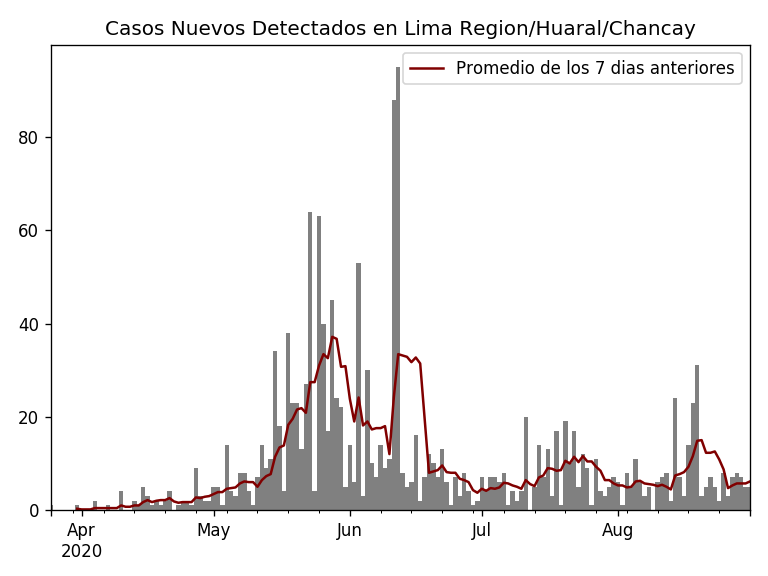 Casos Nuevos Detectados en Lima Region/Huaral/Chancay
Promedio de los 7 dias anteriores
80
60
40
20
0
Apr May Jun Jul Aug
2020